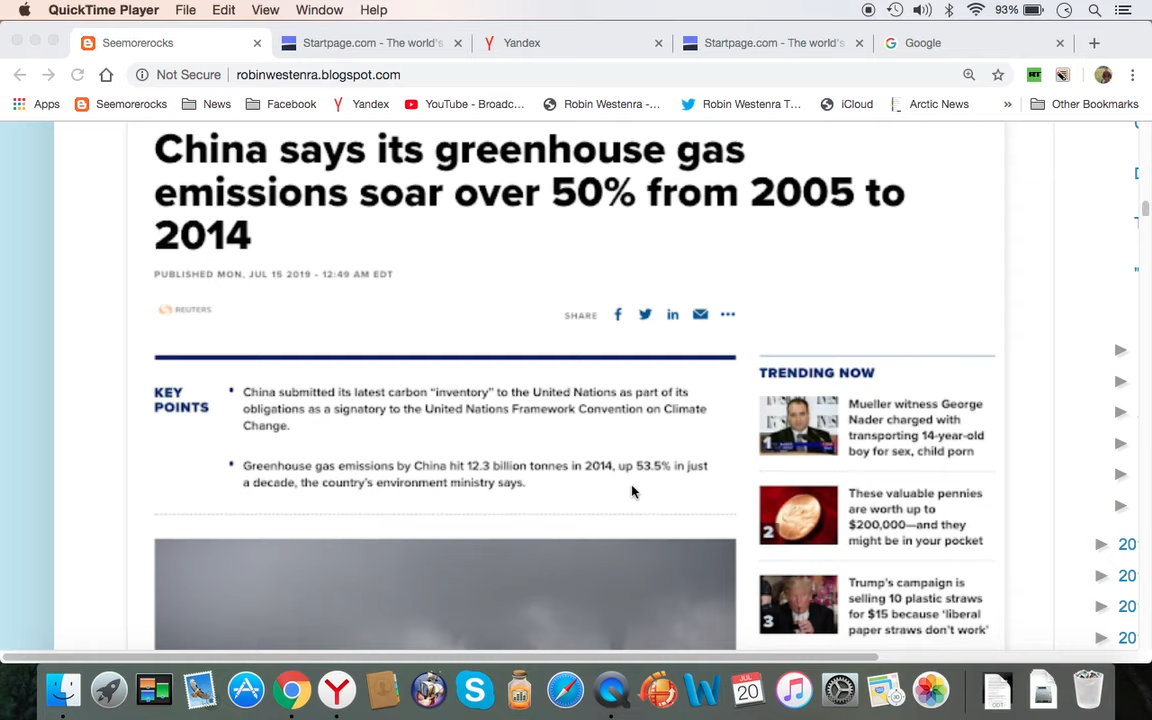 QuickTime Player File Edit View Window Help 93%
Seemorerocks Startpage.com - The world's Yandex Startpage.com - The world's Google
Not Secure robinwestenra.blogspot.com
Apps Seemorerocks News Facebook Yandex YouTube - Broadc... Robin Westenra -... Robin Westenra T... iCloud Arctic News » Other Bookmarks
China says its greenhouse gas
emissions soar over 50% from 2005 to
2014
PUBLISHED MON, JUL 15 2019 - 12:49 AM EDT
REUTERS
SHARE
KEY
POINTS
China submitted its latest carbon “inventory” to the United Nations as part of its
obligations as a signatory to the United Nations Framework Convention on Climate
Change.
Greenhouse gas emissions by China hit 12.3 billion tonnes in 2014, up 53.5% in just
a decade, the country's environment ministry says.
TRENDING NOW
1
Mueller witness George
Nader charged with
transporting 14-year-old
boy for sex, child porn
2
These valuable pennies
are worth up to
$200,000—and they
might be in your pocket
3
Trump's campaign is
selling 10 plastic straws
for $15 because ‘liberal
paper straws don't work’
20
20
20
20
JUL
20